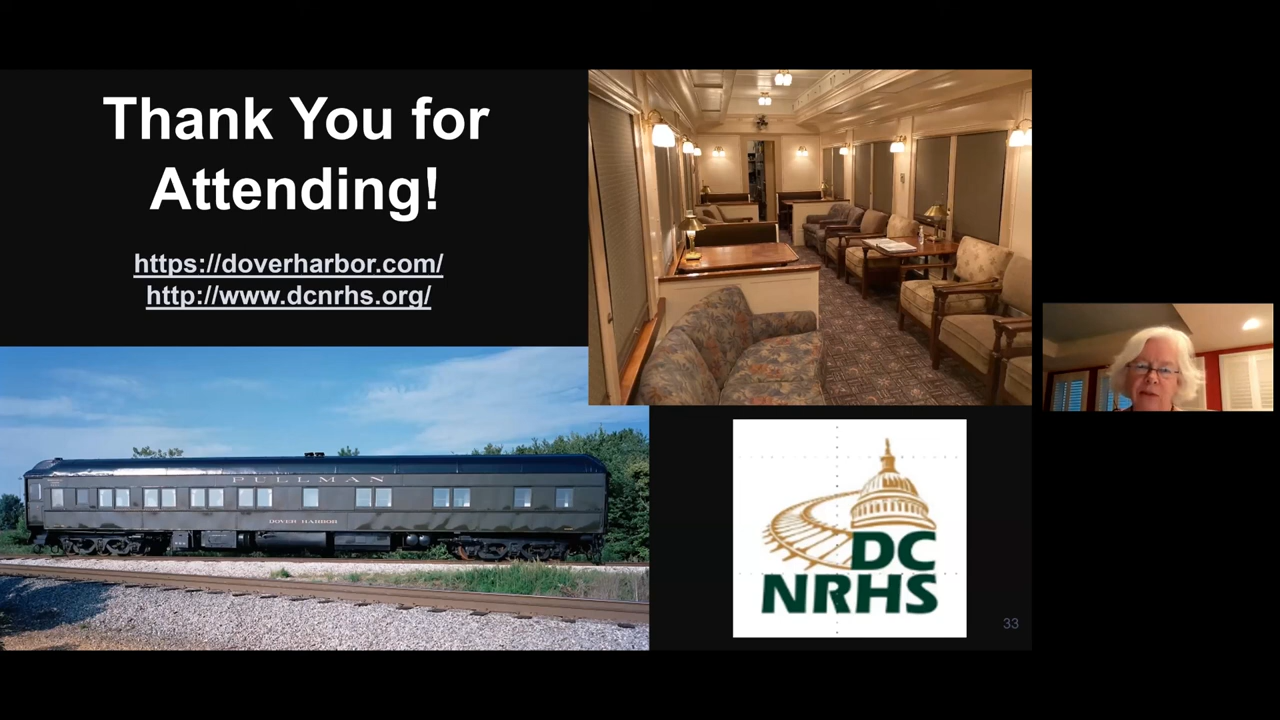 Thank You for
Attending!
https://doverharbor.com/
http://www.dcnrhs.org/
PULLMAN
DOVER HARBOR
DC
NRHS
33